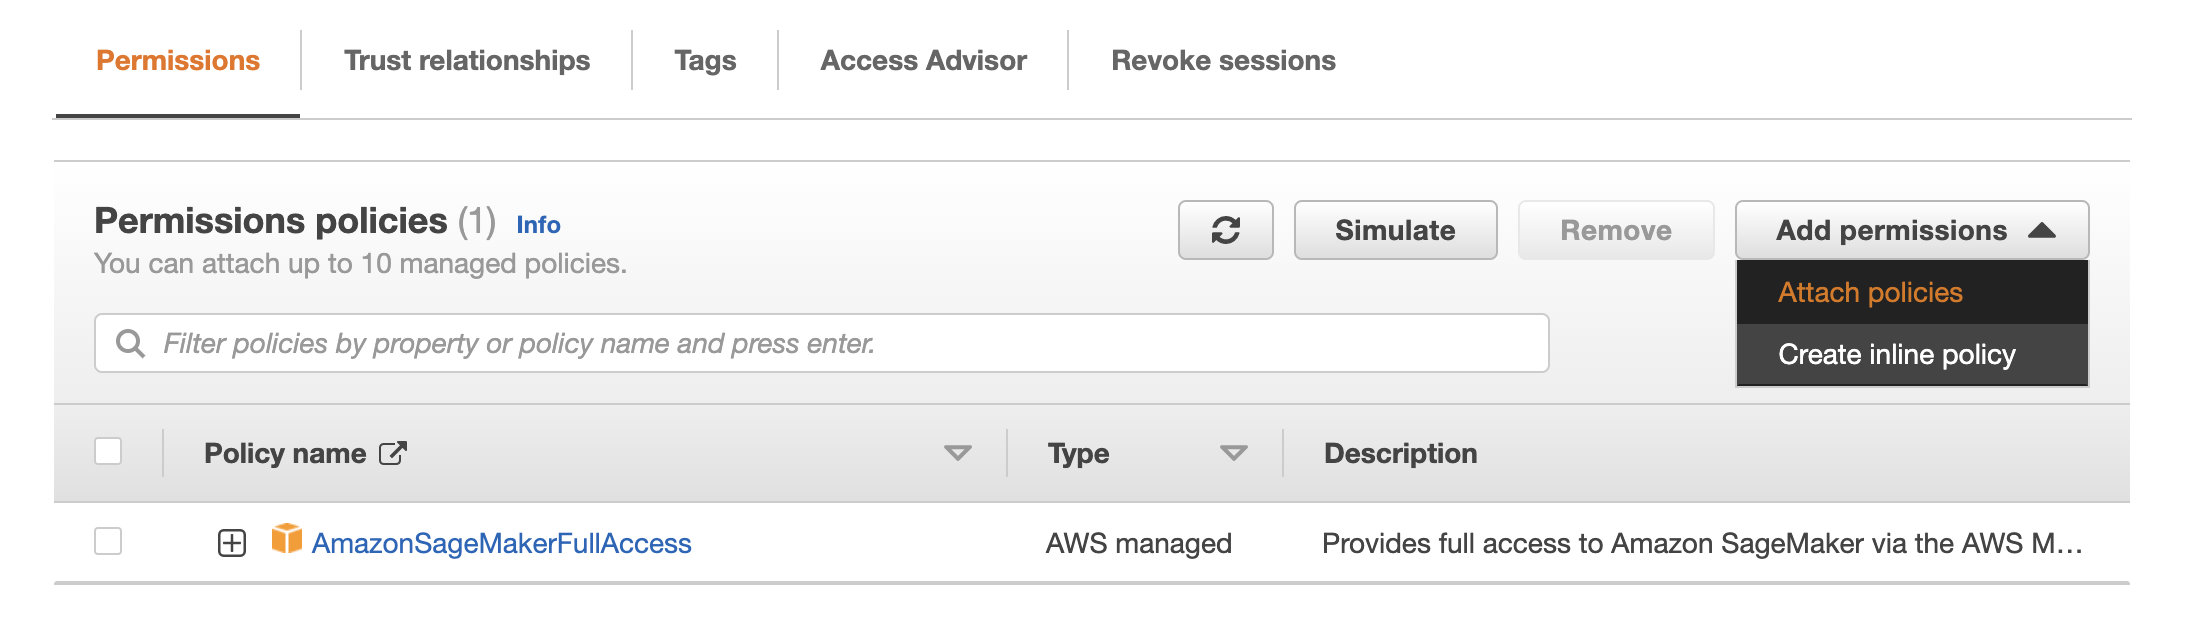 Permissions Trust relationships Tags Access Advisor Revoke sessions
Permissions policies (1) Info
You can attach up to 10 managed policies.
Simulate Remove Add permissions
Attach policies
Create inline policy
Filter policies by property or policy name and press enter.
Policy name Type Description
AmazonSageMakerFullAccess AWS managed Provides full access to Amazon SageMaker via the AWS M...